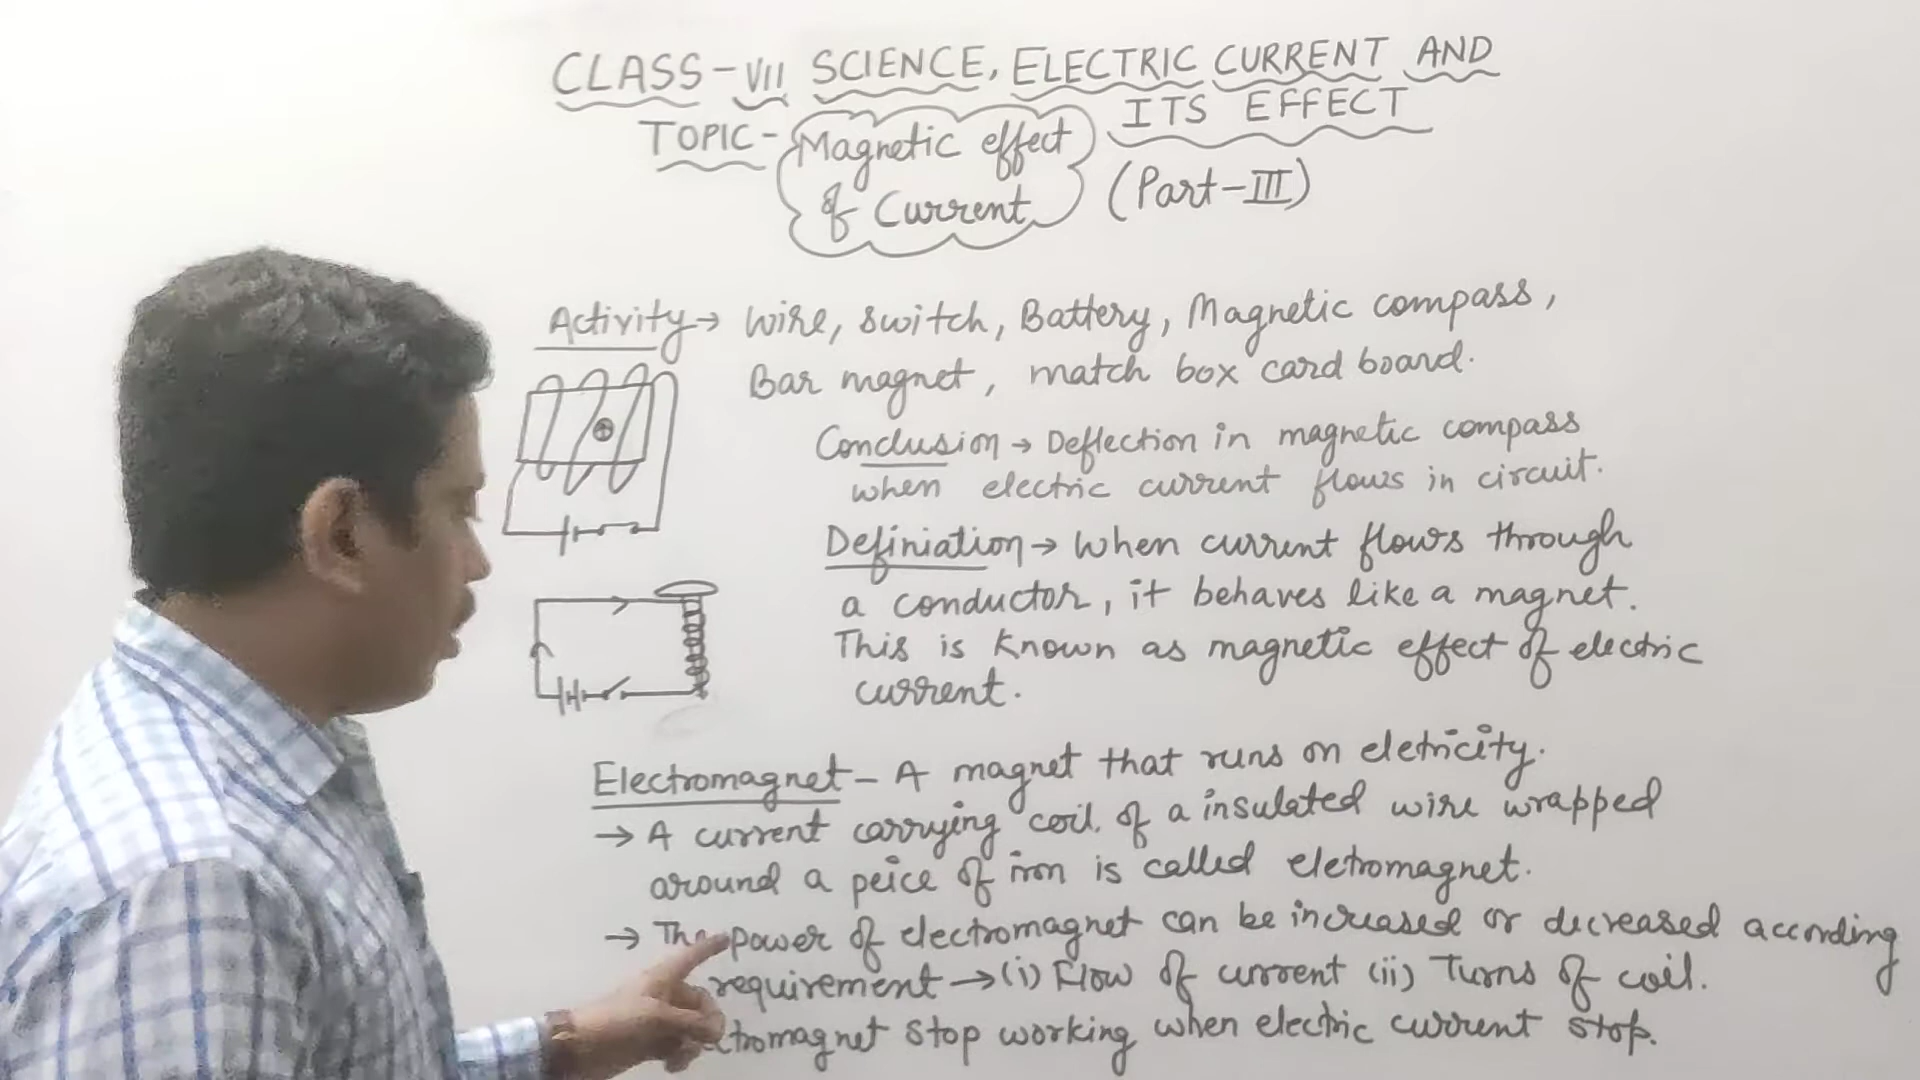 CLASS-VII SCIENCE, ELECTRIC CURRENT AND
ITS EFFECT
TOPIC- Magnetic effect
of Current (Part-III)
Activity→ Wire, switch, Battery, Magnetic compass,
Bar magnet, match box card board.
Conclusion → Deflection in magnetic compass
when electric current flows in circuit.
Definiation → When current flows through
a conductor, it behaves like a magnet.
This is known as magnetic effect of electric
current.
Electromagnet - A magnet that runs on eletricity.
→ A current carrying coil of a insulated wire wrapped
around a peice of iron is called eletromagnet.
→ The power of electromagnet can be increased or decreased according
requirement → (i) Flow of current (ii) Turns of coil.
ctromagnet stop working when electric current stop.